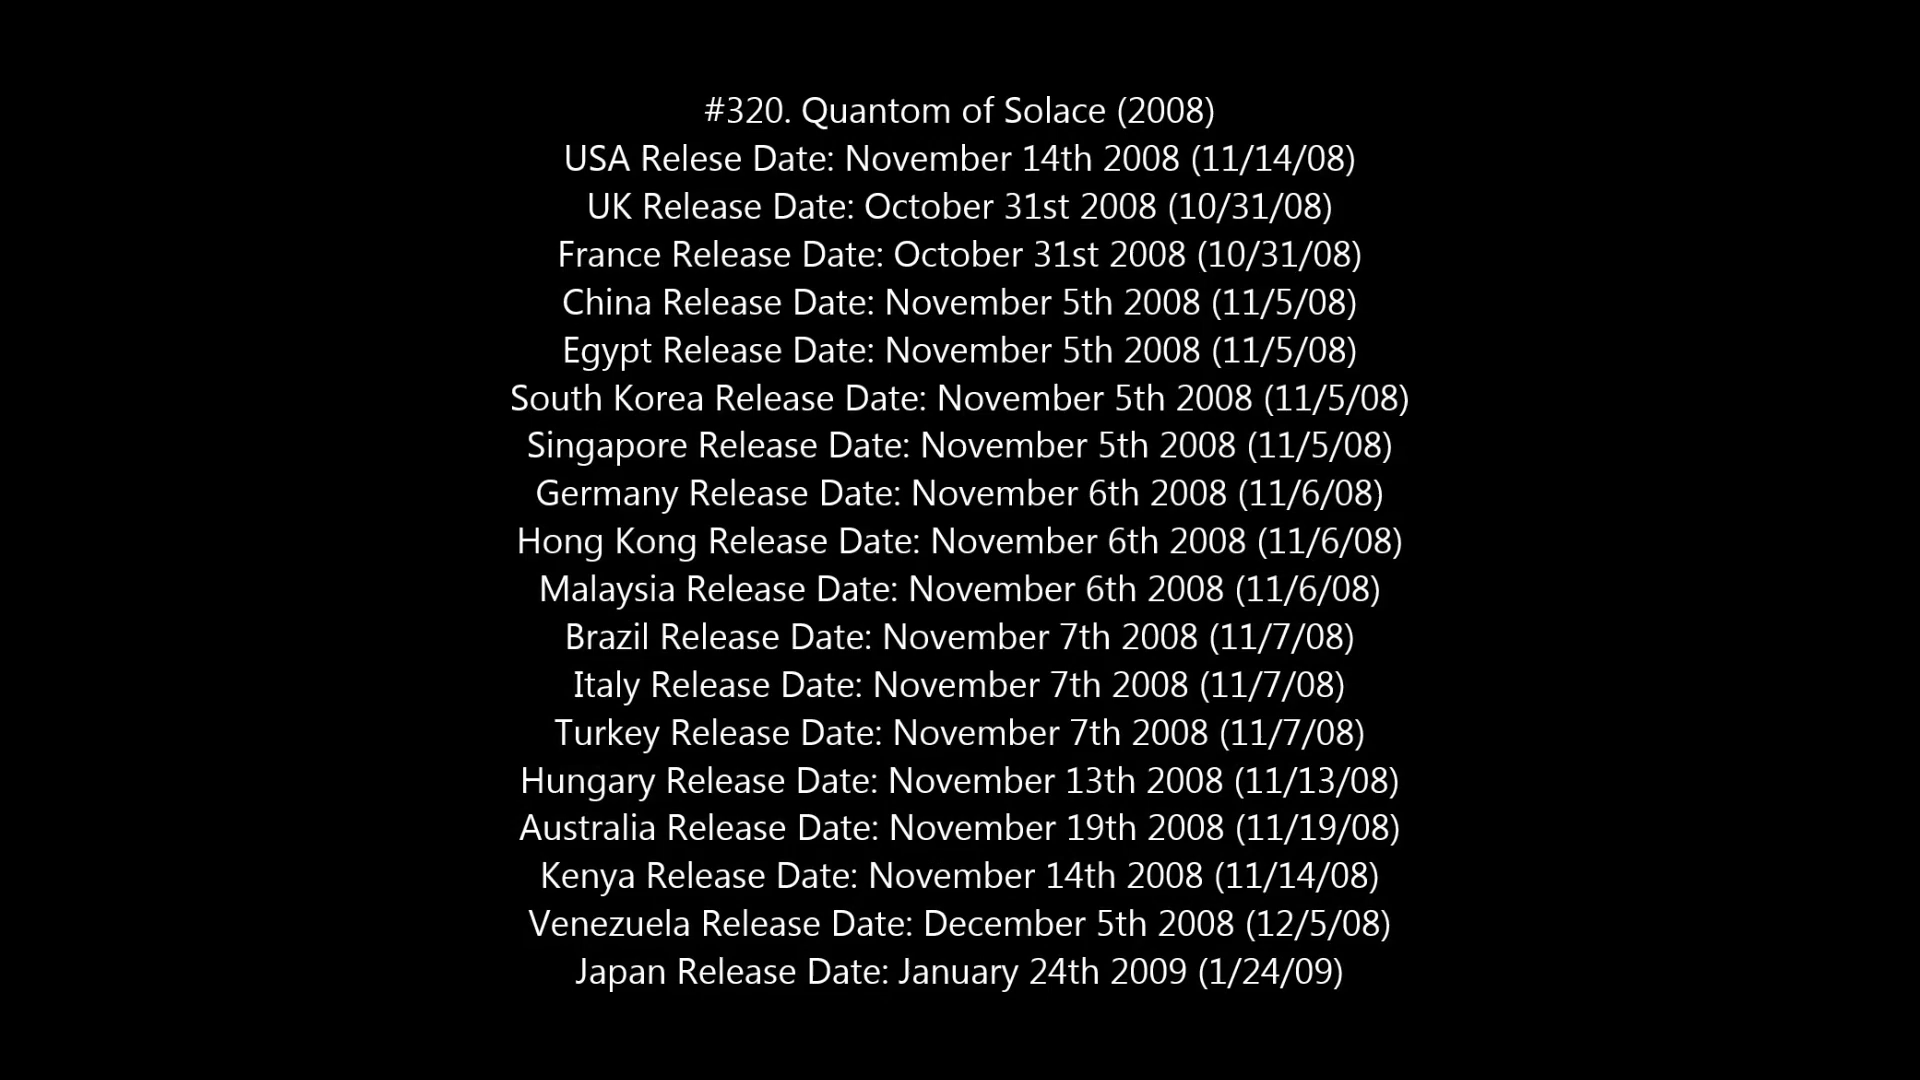 #320. Quantom of Solace (2008)
USA Relese Date: November 14th 2008 (11/14/08)
UK Release Date: October 31st 2008 (10/31/08)
France Release Date: October 31st 2008 (10/31/08)
China Release Date: November 5th 2008 (11/5/08)
Egypt Release Date: November 5th 2008 (11/5/08)
South Korea Release Date: November 5th 2008 (11/5/08)
Singapore Release Date: November 5th 2008 (11/5/08)
Germany Release Date: November 6th 2008 (11/6/08)
Hong Kong Release Date: November 6th 2008 (11/6/08)
Malaysia Release Date: November 6th 2008 (11/6/08)
Brazil Release Date: November 7th 2008 (11/7/08)
Italy Release Date: November 7th 2008 (11/7/08)
Turkey Release Date: November 7th 2008 (11/7/08)
Hungary Release Date: November 13th 2008 (11/13/08)
Australia Release Date: November 19th 2008 (11/19/08)
Kenya Release Date: November 14th 2008 (11/14/08)
Venezuela Release Date: December 5th 2008 (12/5/08)
Japan Release Date: January 24th 2009 (1/24/09)